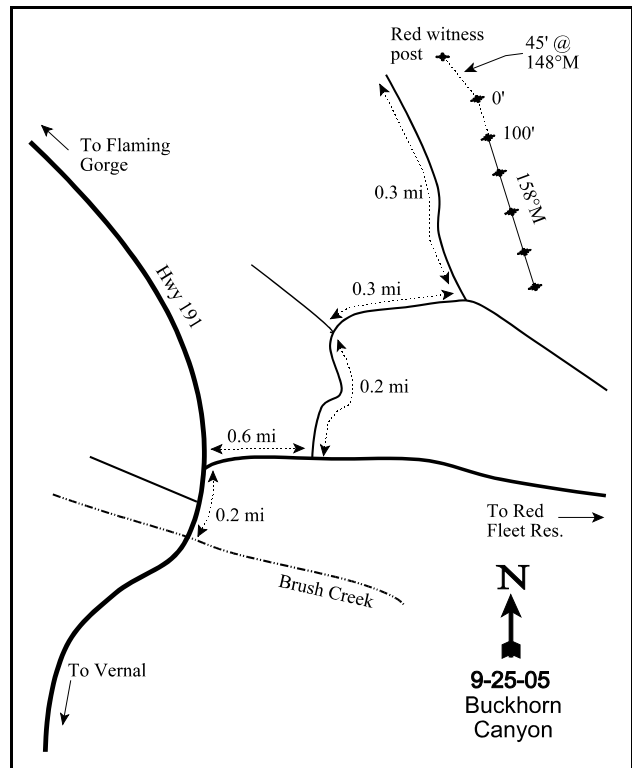 Red witness
post
45' @
148°M
0'
100'
158°M
To Flaming
Gorge
0.3 mi
Hwy 191
0.3 mi
0.2 mi
0.6 mi
0.2 mi
To Red
Fleet Res.
Brush Creek
N
To Vernal
9-25-05
Buckhorn
Canyon